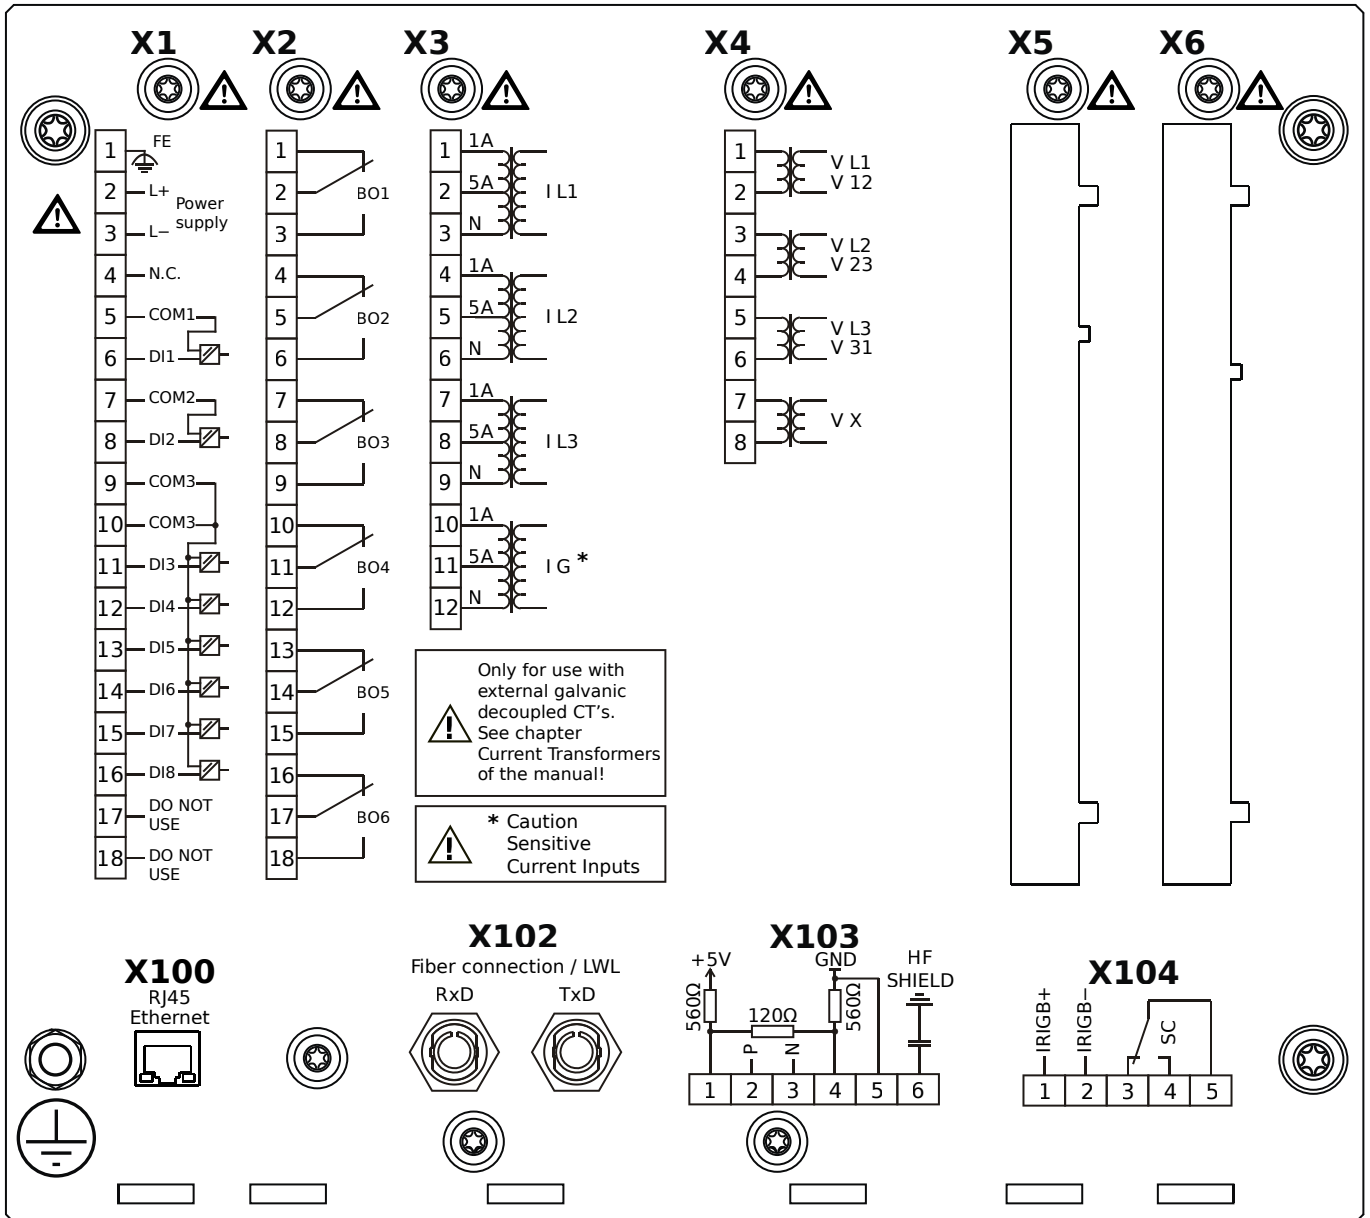 X1 X2 X3 X4 X5 X6
1 FE
2 L+
Power
supply
3 L−
4 N.C.
5 COM1
6 DI1
7 COM2
8 DI2
9 COM3
10 COM3
11 DI3
12 DI4
13 DI5
14 DI6
15 DI7
16 DI8
17 DO NOT
USE
18 DO NOT
USE
1
2 BO1
3
4
5 BO2
6
7
8 BO3
9
10
11 BO4
12
13
14 BO5
15
16
17 BO6
18
1 1A
2 5A I L1
3 N
4 1A
5 5A I L2
6 N
7 1A
8 5A I L3
9 N
10 1A
11 5A I G *
12 N
Only for use with
external galvanic
decoupled CT's.
See chapter
Current Transformers
of the manual!
* Caution
Sensitive
Current Inputs
1 V L1
2 V 12
3 V L2
4 V 23
5 V L3
6 V 31
7 V X
8
X100
RJ45
Ethernet
X102
Fiber connection / LWL
RxD TxD
X103
+5V GND HF
SHIELD
560Ω 120Ω 560Ω
P N
1 2 3 4 5 6
X104
IRIGB+ IRIGB− SC
1 2 3 4 5